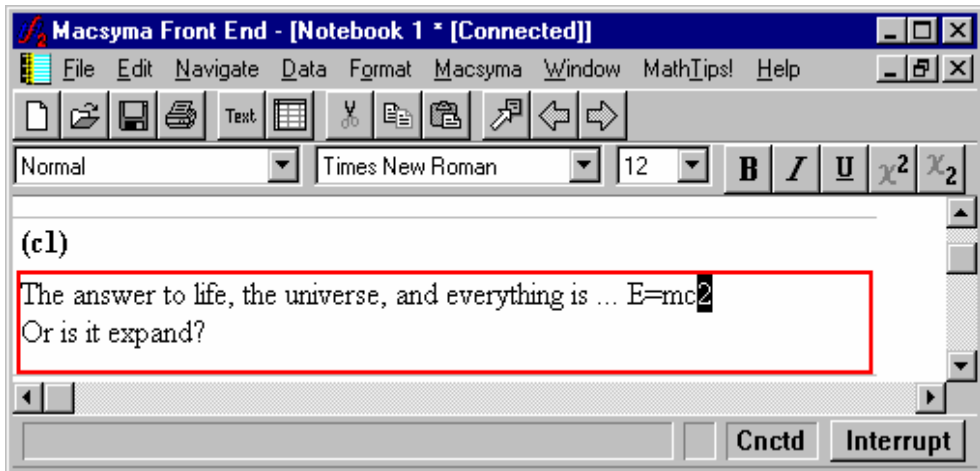 Macsyma Front End - [Notebook 1 * [Connected]]
File Edit Navigate Data Format Macsyma Window MathTips! Help
Text
Normal Times New Roman 12 B I U x² x₂
(c1)
The answer to life, the universe, and everything is ... E=mc2
Or is it expand?
Cnctd Interrupt